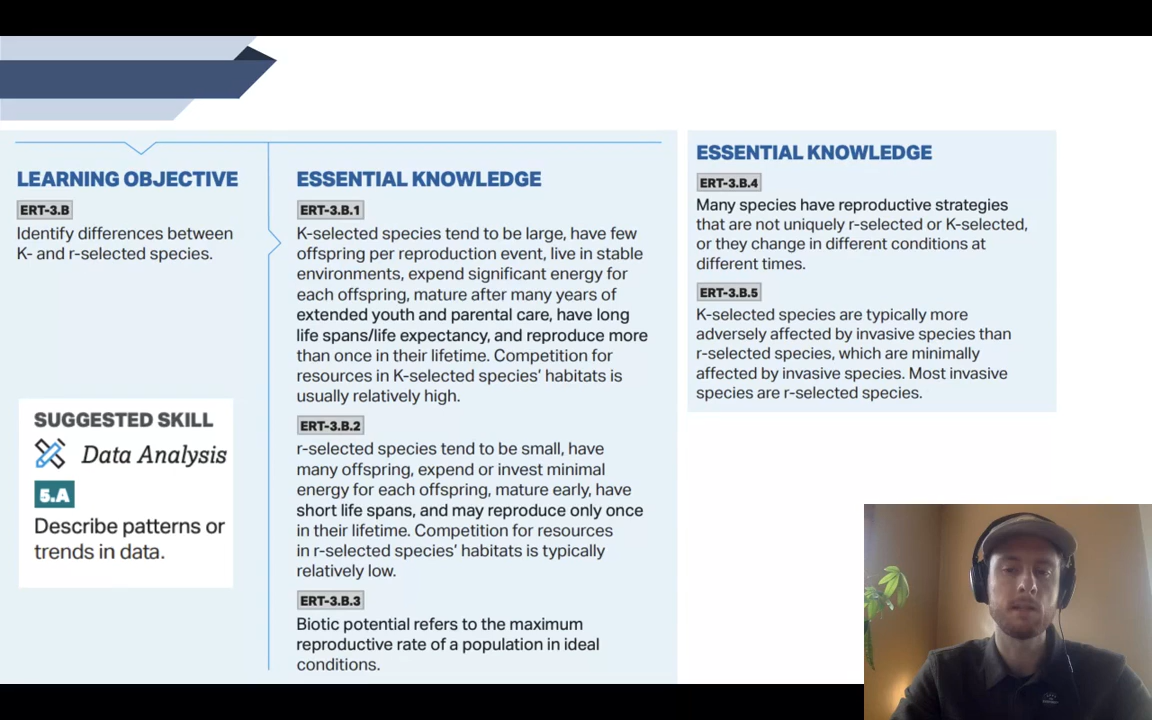 LEARNING OBJECTIVE
ERT-3.B
Identify differences between
K- and r-selected species.
SUGGESTED SKILL
Data Analysis
5.A
Describe patterns or
trends in data.
ESSENTIAL KNOWLEDGE
ERT-3.B.1
K-selected species tend to be large, have few
offspring per reproduction event, live in stable
environments, expend significant energy for
each offspring, mature after many years of
extended youth and parental care, have long
life spans/life expectancy, and reproduce more
than once in their lifetime. Competition for
resources in K-selected species’ habitats is
usually relatively high.
ERT-3.B.2
r-selected species tend to be small, have
many offspring, expend or invest minimal
energy for each offspring, mature early, have
short life spans, and may reproduce only once
in their lifetime. Competition for resources
in r-selected species’ habitats is typically
relatively low.
ERT-3.B.3
Biotic potential refers to the maximum
reproductive rate of a population in ideal
conditions.
ESSENTIAL KNOWLEDGE
ERT-3.B.4
Many species have reproductive strategies
that are not uniquely r-selected or K-selected,
or they change in different conditions at
different times.
ERT-3.B.5
K-selected species are typically more
adversely affected by invasive species than
r-selected species, which are minimally
affected by invasive species. Most invasive
species are r-selected species.